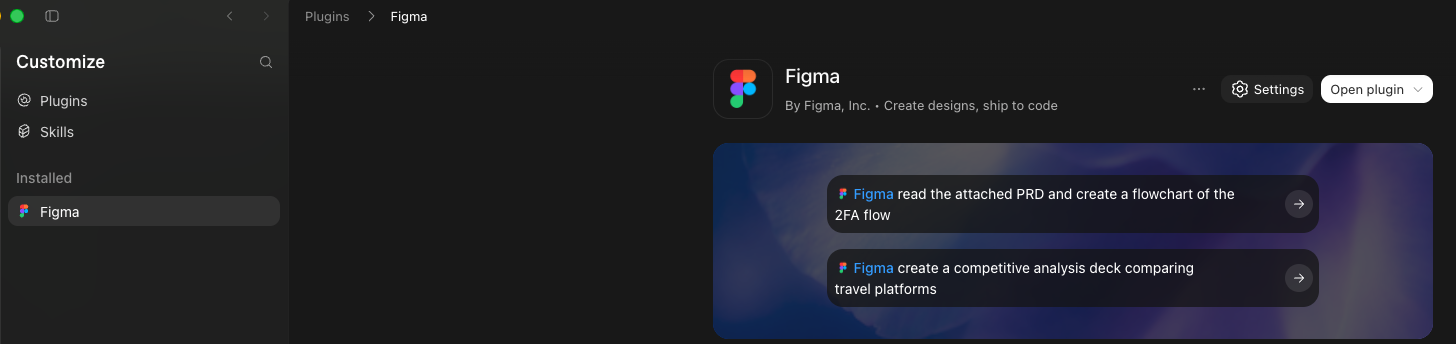 Plugins > Figma
Customize
Plugins
Skills
Installed
Figma
Figma
By Figma, Inc. • Create designs, ship to code
... Settings Open plugin
Figma read the attached PRD and create a flowchart of the
2FA flow
Figma create a competitive analysis deck comparing
travel platforms